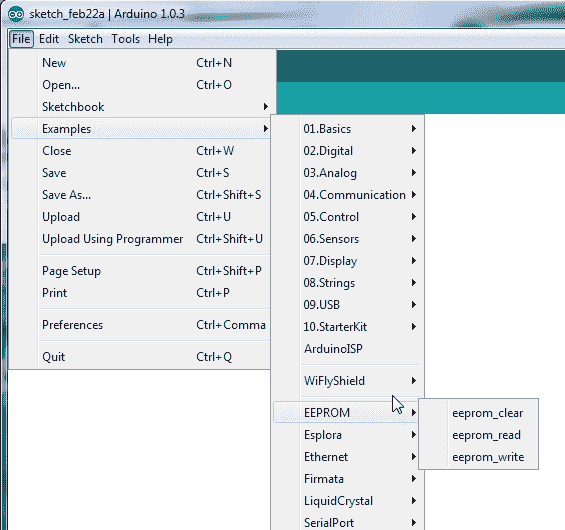 sketch_feb22a | Arduino 1.0.3
File Edit Sketch Tools Help
New Ctrl+N
Open... Ctrl+O
Sketchbook
Examples
Close Ctrl+W
Save Ctrl+S
Save As... Ctrl+Shift+S
Upload Ctrl+U
Upload Using Programmer Ctrl+Shift+U
Page Setup Ctrl+Shift+P
Print Ctrl+P
Preferences Ctrl+Comma
Quit Ctrl+Q
01.Basics
02.Digital
03.Analog
04.Communication
05.Control
06.Sensors
07.Display
08.Strings
09.USB
10.StarterKit
ArduinoISP
WiFlyShield
EEPROM
Esplora
Ethernet
Firmata
LiquidCrystal
SerialPort
eeprom_clear
eeprom_read
eeprom_write